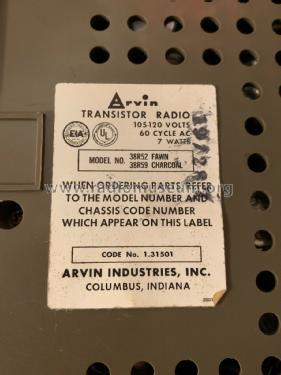 Arvin
TRANSISTOR RADIO
105-120 VOLTS
60 CYCLE AC
7 WATTS
EIA
UL
MODEL NO. 38R52 FAWN
38R59 CHARCOAL
WHEN ORDERING PARTS, REFER
TO THE MODEL NUMBER AND
CHASSIS CODE NUMBER
WHICH APPEAR ON THIS LABEL
CODE No. 1.31501
ARVIN INDUSTRIES, INC.
COLUMBUS, INDIANA